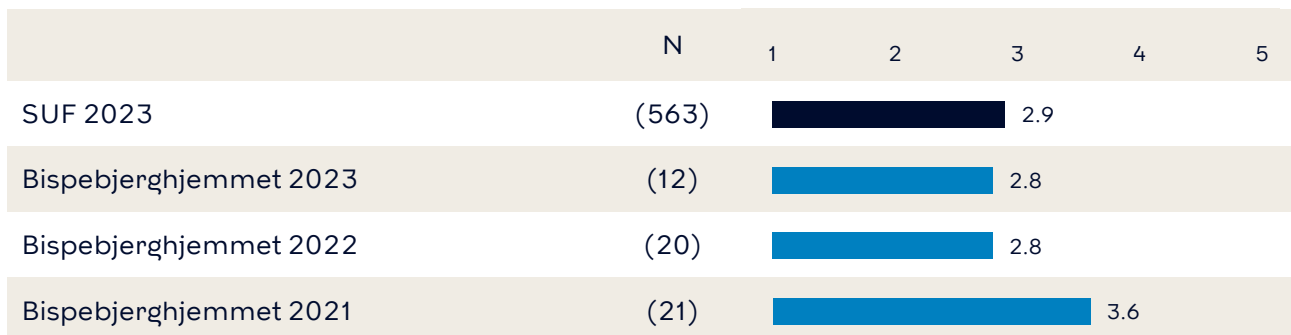 N 1 2 3 4 5
SUF 2023 (563) 2.9
Bispebjerghjemmet 2023 (12) 2.8
Bispebjerghjemmet 2022 (20) 2.8
Bispebjerghjemmet 2021 (21) 3.6